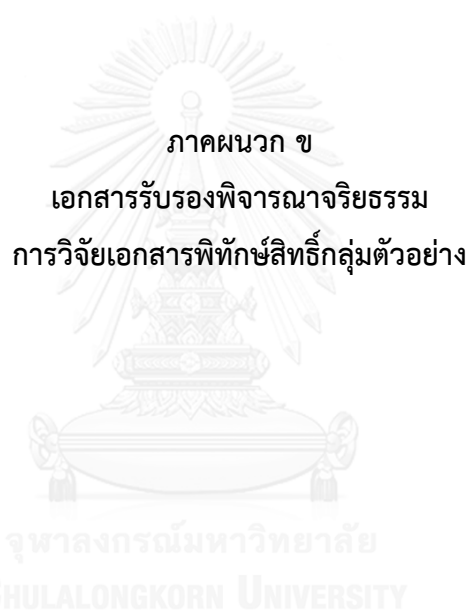 ภาคผนวก ข
เอกสารรับรองพิจารณาจริยธรรม
การวิจัยเอกสารพิทักษ์สิทธิ์กลุ่มตัวอย่าง
จุฬาลงกรณ์มหาวิทยาลัย
HULALONGKORN UNIVERSITY